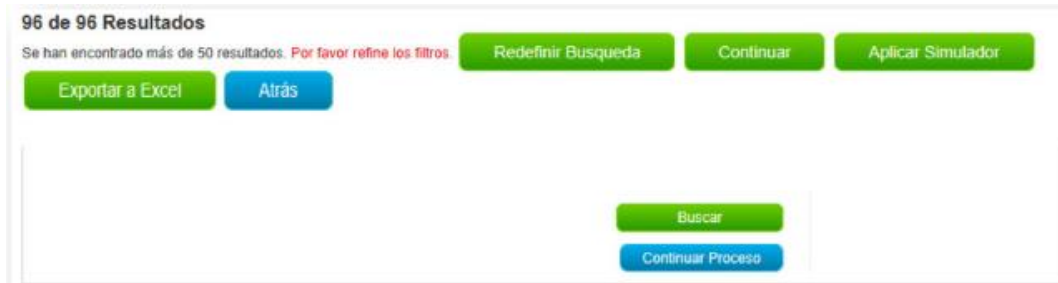 96 de 96 Resultados
Se han encontrado más de 50 resultados. Por favor refine los filtros. Redefinir Busqueda Continuar Aplicar Simulador
Exportar a Excel Atrás
Buscar
Continuar Proceso